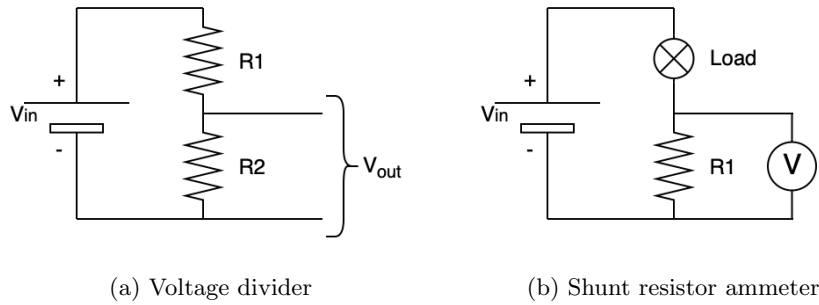 R1
+
Vin
-
R2
Vout
(a) Voltage divider
Load
+
Vin
-
R1
V
(b) Shunt resistor ammeter